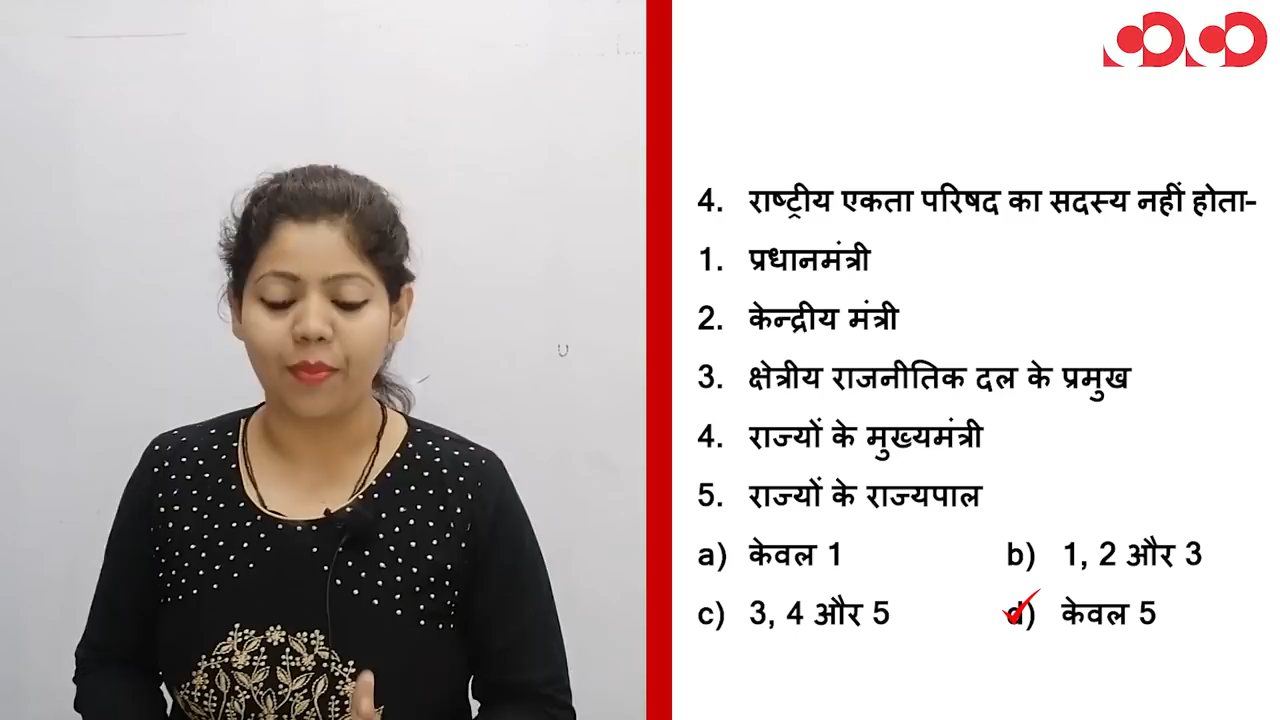 4. राष्ट्रीय एकता परिषद का सदस्य नहीं होता-
1. प्रधानमंत्री
2. केन्द्रीय मंत्री
3. क्षेत्रीय राजनीतिक दल के प्रमुख
4. राज्यों के मुख्यमंत्री
5. राज्यों के राज्यपाल
a) केवल 1 b) 1, 2 और 3
c) 3, 4 और 5 d) केवल 5